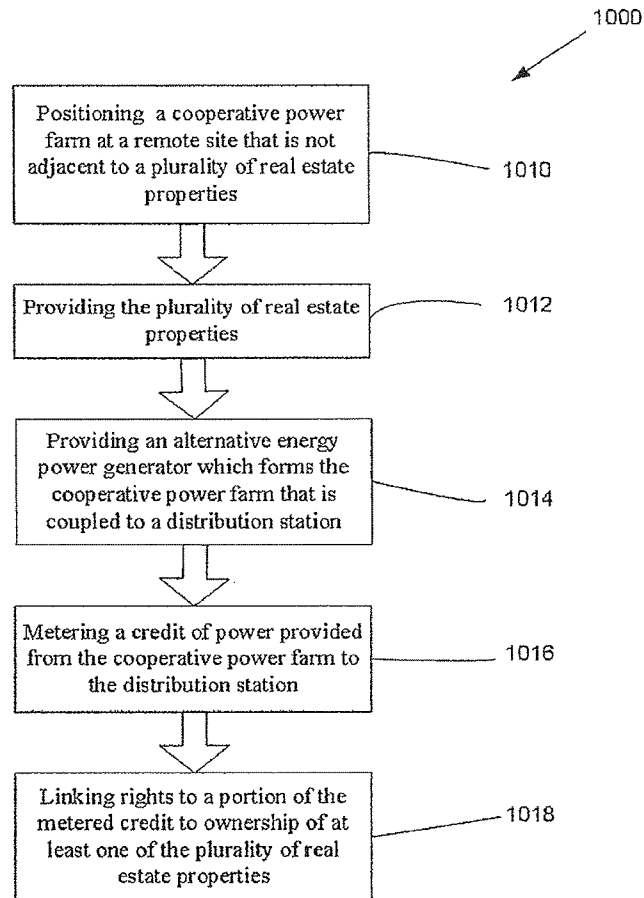 1000
Positioning a cooperative power
farm at a remote site that is not
adjacent to a plurality of real estate
properties
1010
Providing the plurality of real estate
properties
1012
Providing an alternative energy
power generator which forms the
cooperative power farm that is
coupled to a distribution station
1014
Metering a credit of power provided
from the cooperative power farm to
the distribution station
1016
Linking rights to a portion of the
metered credit to ownership of at
least one of the plurality of real
estate properties
1018